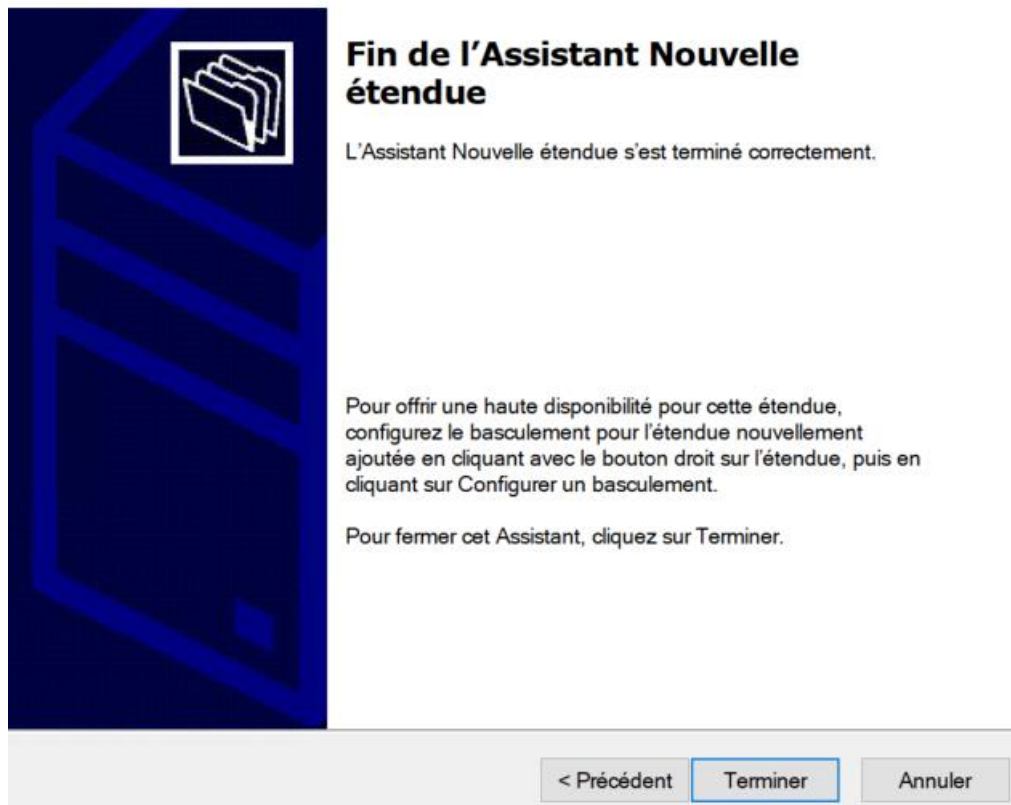 Fin de l’Assistant Nouvelle
étendue
L’Assistant Nouvelle étendue s’est terminé correctement.
Pour offrir une haute disponibilité pour cette étendue,
configurez le basculement pour l’étendue nouvellement
ajoutée en cliquant avec le bouton droit sur l’étendue, puis en
cliquant sur Configurer un basculement.
Pour fermer cet Assistant, cliquez sur Terminer.
< Précédent Terminer Annuler